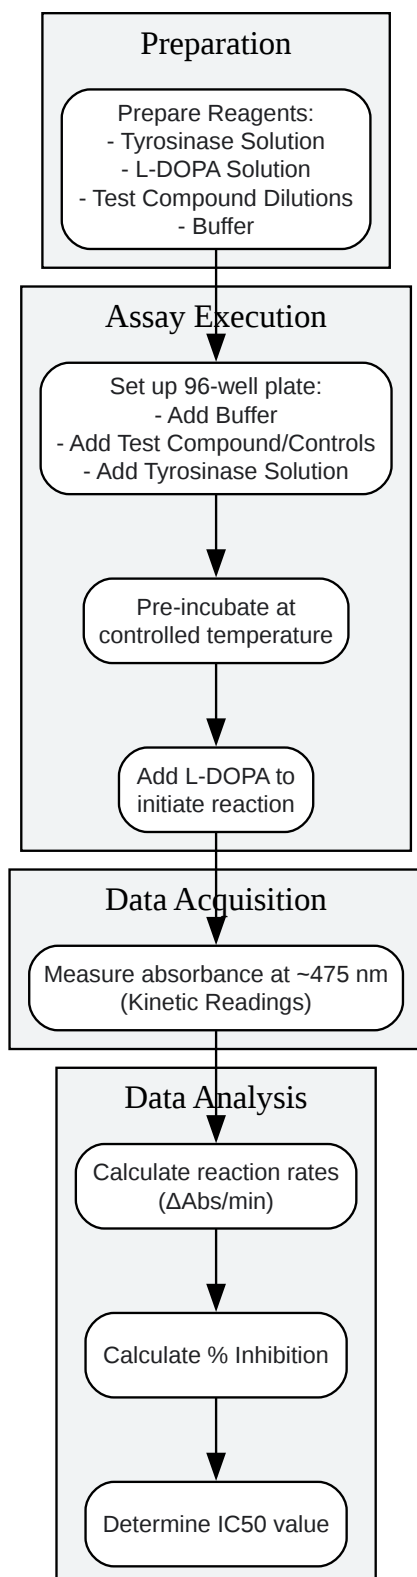 Preparation
Prepare Reagents:
- Tyrosinase Solution
- L-DOPA Solution
- Test Compound Dilutions
- Buffer
Assay Execution
Set up 96-well plate:
- Add Buffer
- Add Test Compound/Controls
- Add Tyrosinase Solution
Pre-incubate at
controlled temperature
Add L-DOPA to
initiate reaction
Data Acquisition
Measure absorbance at ~475 nm
(Kinetic Readings)
Data Analysis
Calculate reaction rates
(ΔAbs/min)
Calculate % Inhibition
Determine IC50 value